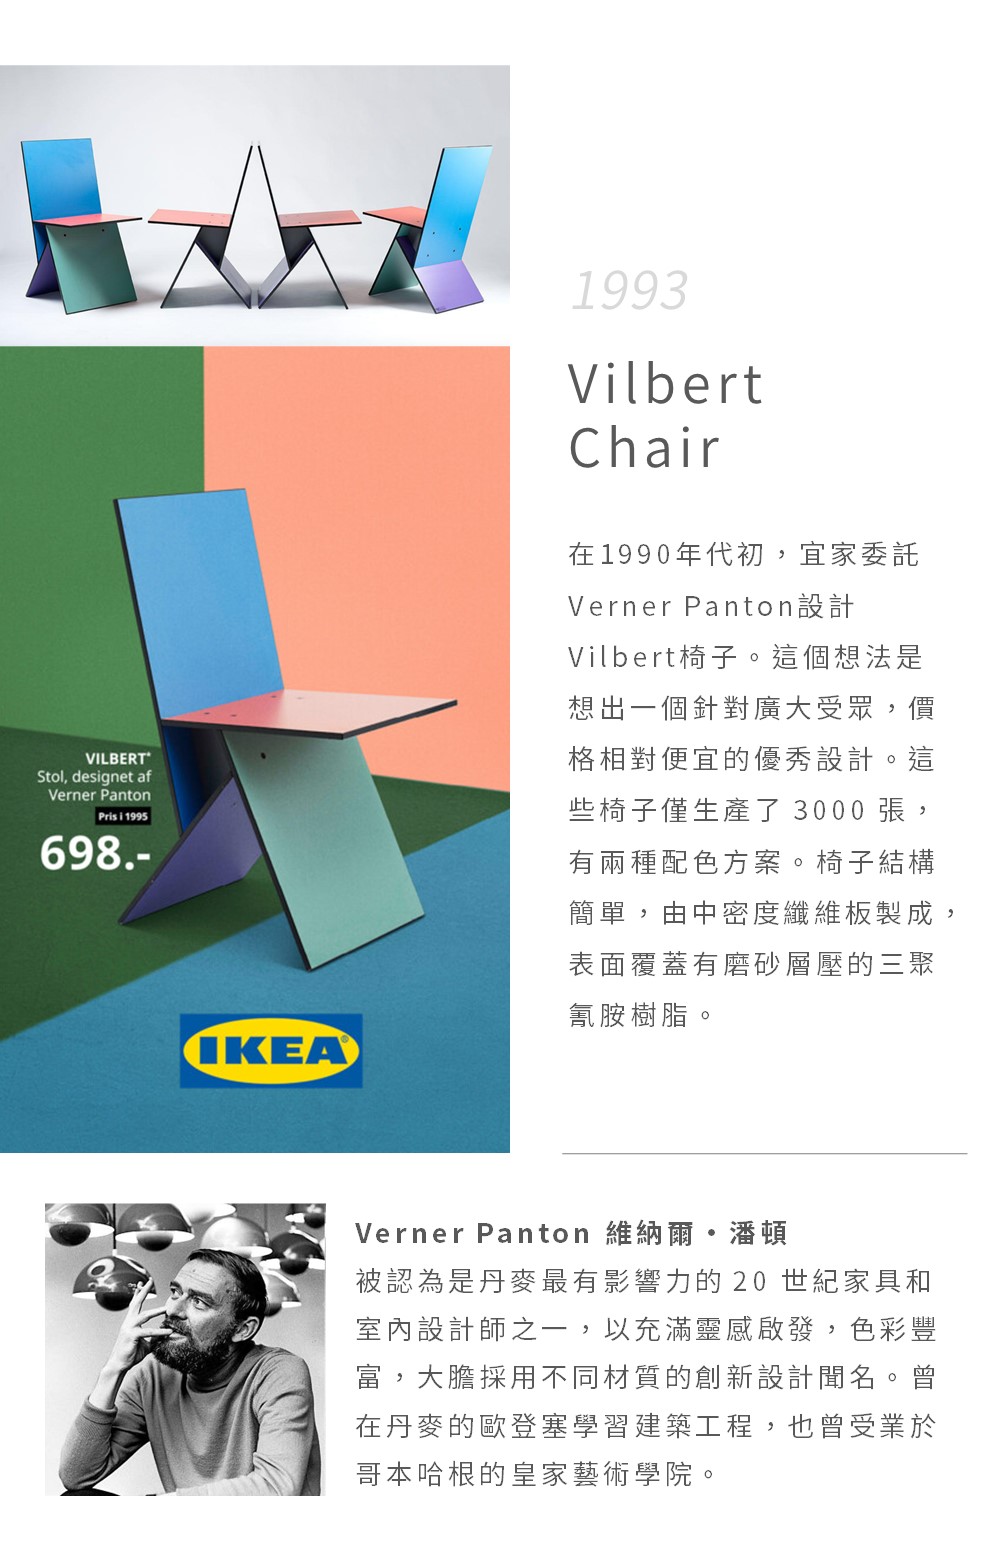 1993
Vilbert
Chair
在1990年代初，宜家委託
Verner Panton設計
Vilbert椅子。這個想法是
想出一個針對廣大受眾，價
格相對便宜的優秀設計。這
些椅子僅生產了 3000 張，
有兩種配色方案。椅子結構
簡單，由中密度纖維板製成，
表面覆蓋有磨砂層壓的三聚
氰胺樹脂。
VILBERT*
Stol, designet af
Verner Panton
Pris i 1995
698.-
IKEA®
Verner Panton 維納爾・潘頓
被認為是丹麥最有影響力的 20 世紀家具和
室內設計師之一，以充滿靈感啟發，色彩豐
富，大膽採用不同材質的創新設計聞名。曾
在丹麥的歐登塞學習建築工程，也曾受業於
哥本哈根的皇家藝術學院。